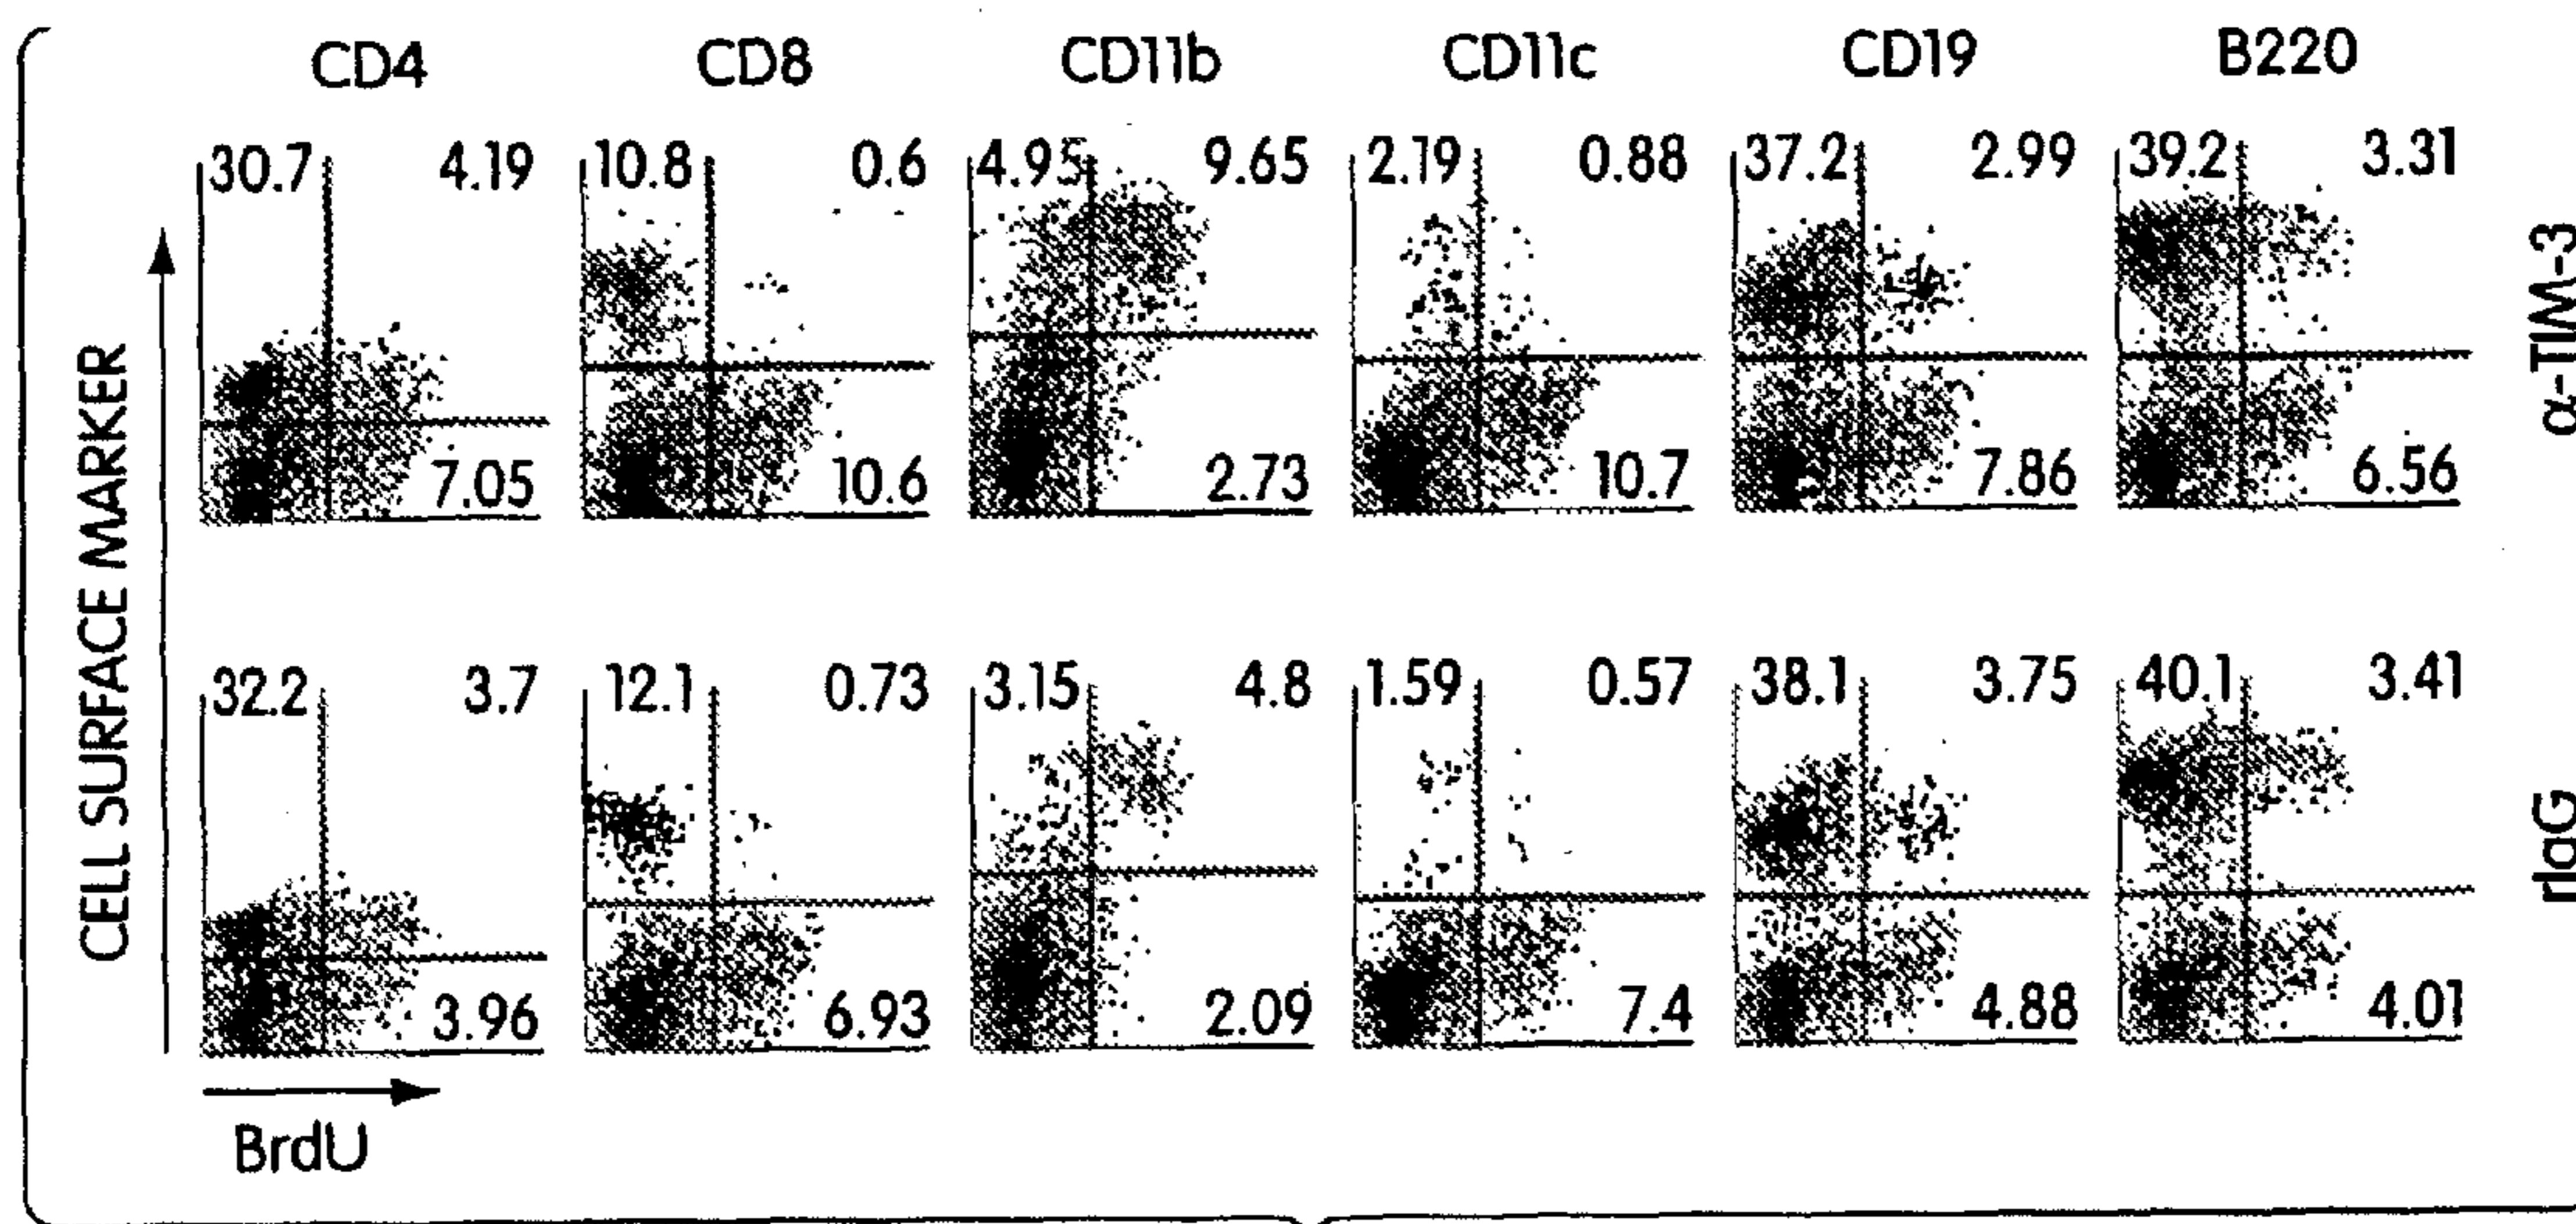 CD4 CD8 CD11b CD11c CD19 B220
30.7 4.19 10.8 0.6 4.95 9.65 2.19 0.88 37.2 2.99 39.2 3.31
7.05 10.6 2.73 10.7 7.86 6.56
α-TIM-3
CELL SURFACE MARKER
32.2 3.7 12.1 0.73 3.15 4.8 1.59 0.57 38.1 3.75 40.1 3.41
3.96 6.93 2.09 7.4 4.88 4.01
rIgG
BrdU